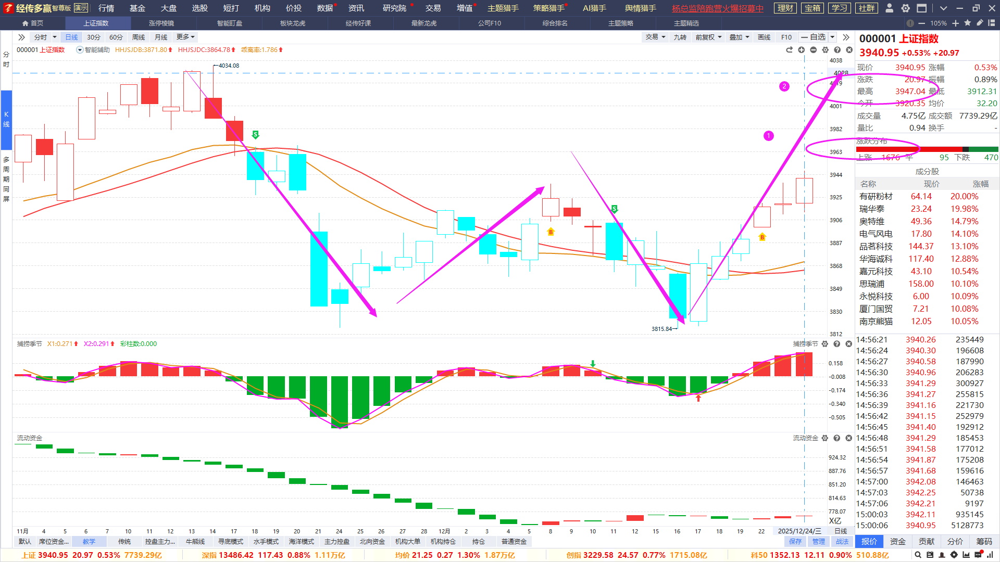 经传多赢 智尊版 演示 行情 基金 大盘 选股 短打 机构 价投 数据 资讯 研究院 交易 增值 主题猎手 策略猎手 AI猎手 舆情猎手 杨总监陪跑营火爆招募中 理财 宝箱 学习 社群
首页 上证指数 涨停棱镜 智能盯盘 板块龙虎 经传好课 最新龙虎 公司F10 综合排名 主题策略 主题精选 105%
分时 日线 30分 60分 周线 月线 更多 交易 九转 前复权 叠加 画线 F10 自选
000001 上证指数 智能辅助 HHJSJDB:3871.80 HHJSJDC:3864.78 乖离率:1.786
分时
K线
多周期同屏
4034.08
3815.84
S
B
S
B
1
2
4038
4028
4019
4001
3982
3963
3944
3925
3906
3887
3868
3849
3830
3812
捕捞季节 X1:0.271 X2:0.291 彩柱数:0.000 捕捞季节
0.158
-0.008
-0.174
-0.340
-0.505
流动资金 流动资金
924.32
887.76
851.20
814.63
778.07
X亿
11月 4 5 6 7 10 11 12 13 14 17 18 19 20 21 24 25 26 27 28 12月 2 3 4 5 8 9 10 11 12 15 16 17 18 19 22 2025/12/24/三 日线
默认 席位资金... 教学 传统 控盘主力... 牛能线 寻底模式 水手模式 海洋模式 主力控盘 北向资金 机构大单 机构持仓 持仓 普通资金 保存 管理 战法
000001 上证指数
3940.95 +0.53% +20.97
现价 3940.95 涨幅 0.53%
涨跌 20.97 振幅 0.89%
最高 3947.04 最低 3912.31
今开 3920.35 均价 32.20
成交量 4.75亿 成交额 7739.29亿
量比 0.94 换手 -
涨跌分布
上涨 1676 平 95 下跌 470
成分股
名称 现价 涨幅
有研粉材 64.14 20.00%
瑞华泰 23.24 19.98%
奥特维 49.36 14.79%
电气风电 17.80 14.10%
品茗科技 144.37 13.10%
华海诚科 117.40 12.88%
嘉元科技 43.10 10.54%
思瑞浦 158.00 10.10%
永悦科技 6.00 10.09%
厦门国贸 7.21 10.08%
南京熊猫 12.05 10.05%
14:56:21 3940.26 235449
14:56:24 3940.30 196608
14:56:27 3940.58 187990
14:56:30 3940.96 206283
14:56:33 3941.29 300927
14:56:36 3941.27 255815
14:56:39 3941.16 221730
14:56:42 3941.15 252979
14:56:45 3941.40 192912
14:56:48 3941.29 185453
14:56:51 3941.58 177012
14:56:54 3941.87 175208
14:56:57 3941.68 159616
14:57:00 3942.08 146463
14:57:03 3942.25 50738
14:57:06 3942.21 9197
15:00:03 3942.11 935145
15:00:06 3940.95 5128773
报价 资金 贡献 分价 筹码
上证 3940.95 20.97 0.53% 7739.29亿 深指 13486.42 117.43 0.88% 1.11万亿 均价 21.25 0.27 1.30% 1.87万亿 创指 3229.58 24.57 0.77% 1715.08亿 科50 1352.13 12.11 0.90% 510.88亿